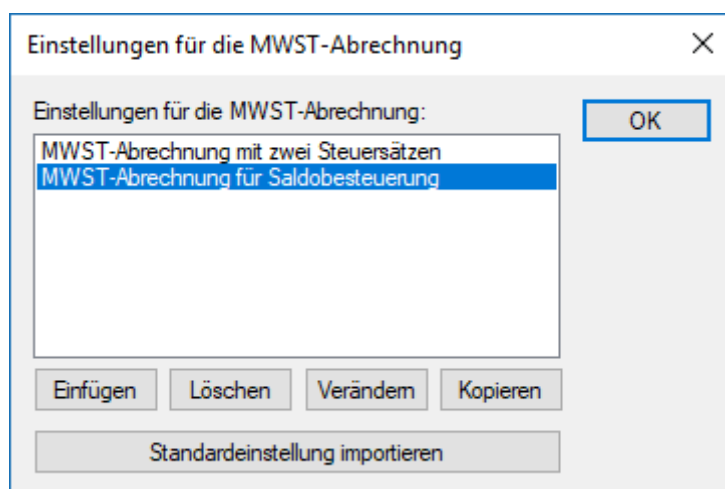 Einstellungen für die MWST-Abrechnung
Einstellungen für die MWST-Abrechnung:
OK
MWST-Abrechnung mit zwei Steuersätzen
MWST-Abrechnung für Saldobesteuerung
Einfügen
Löschen
Verändern
Kopieren
Standardeinstellung importieren